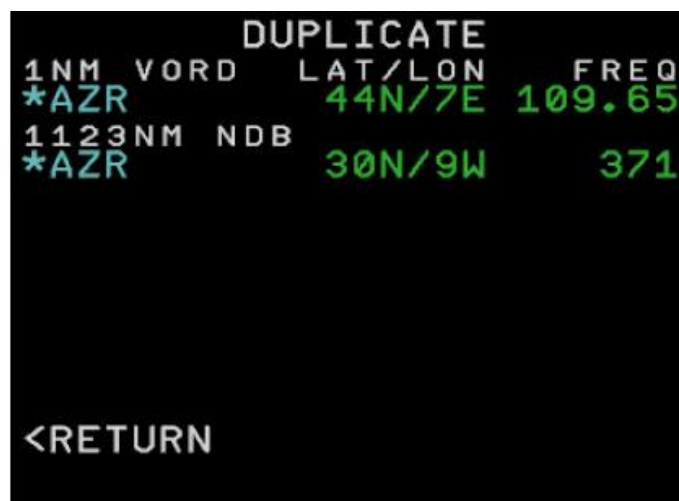 DUPLICATE
1NM VORD LAT/LON FREQ
*AZR 44N/7E 109.65
1123NM NDB
*AZR 30N/9W 371
<RETURN